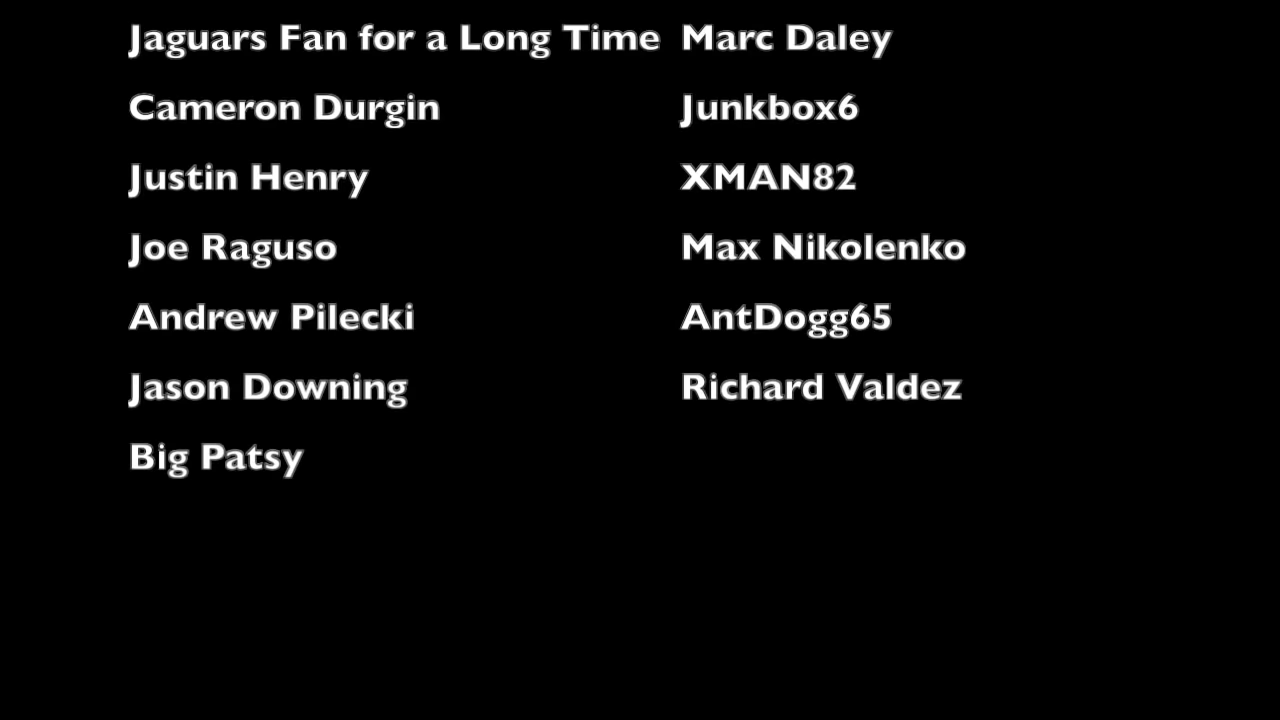 Jaguars Fan for a Long Time Marc Daley
Cameron Durgin Junkbox6
Justin Henry XMAN82
Joe Raguso Max Nikolenko
Andrew Pilecki AntDogg65
Jason Downing Richard Valdez
Big Patsy